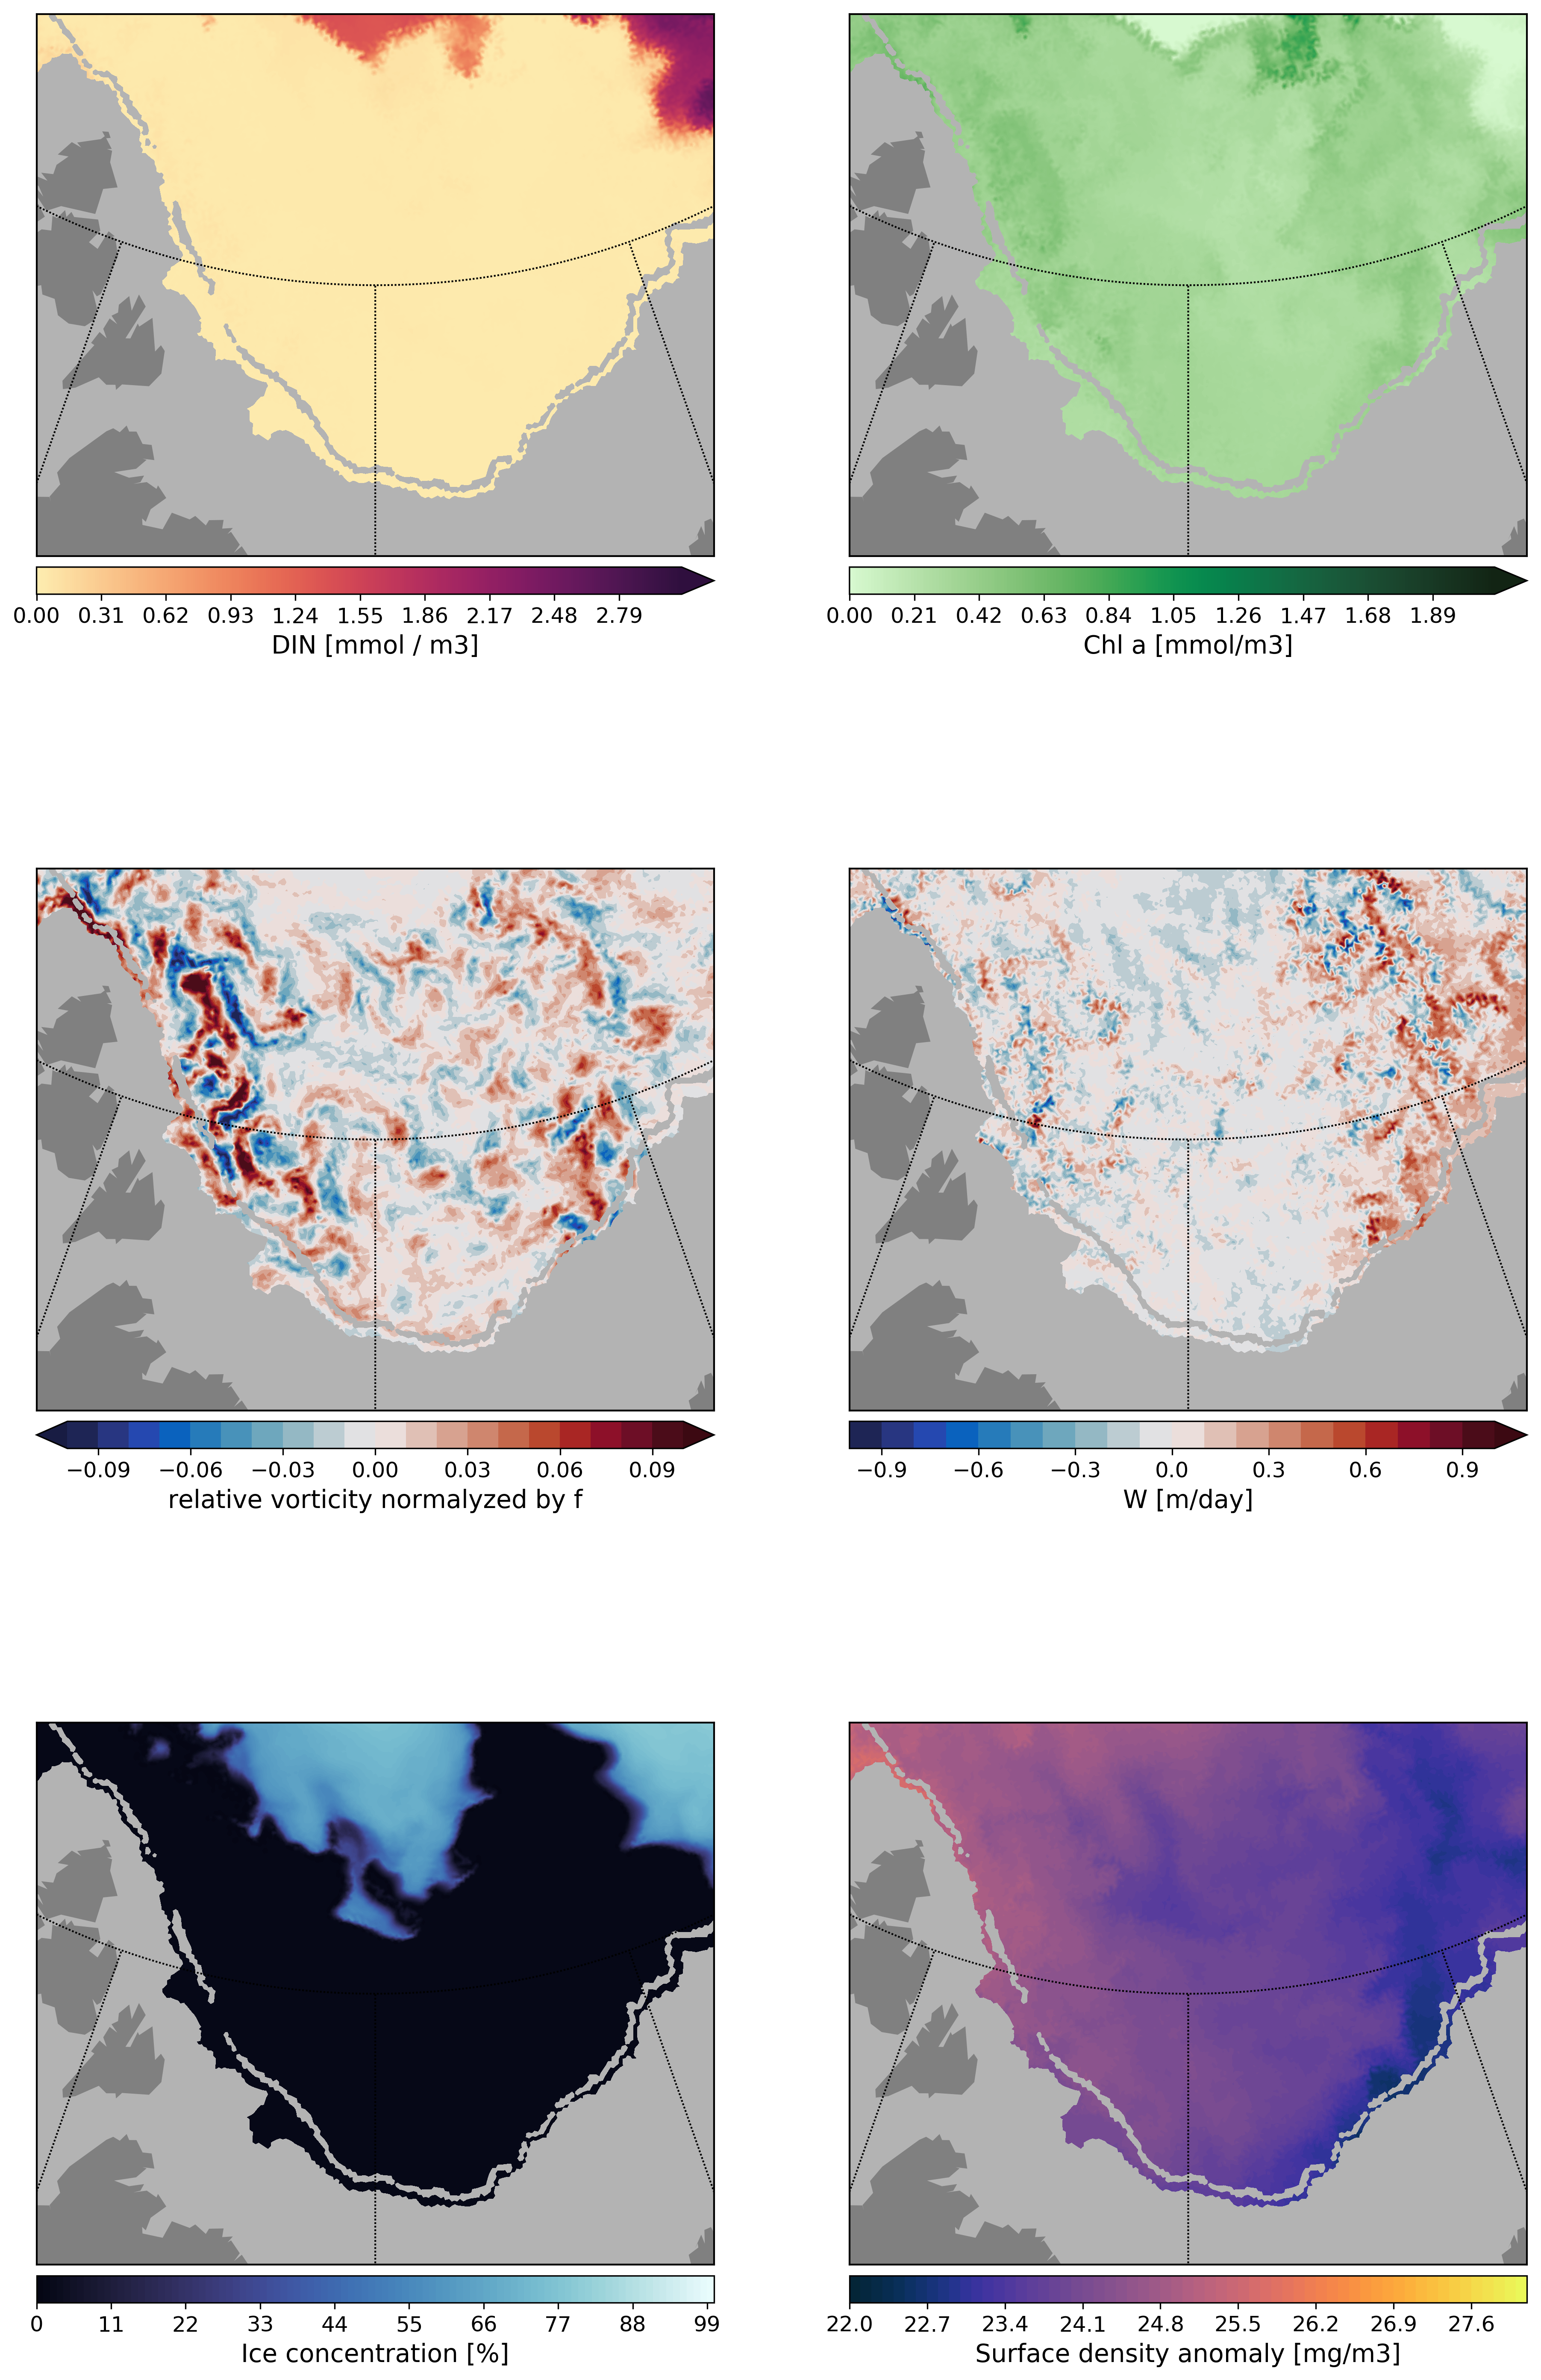 0.00 0.31 0.62 0.93 1.24 1.55 1.86 2.17 2.48 2.79
DIN [mmol / m3]
0.00 0.21 0.42 0.63 0.84 1.05 1.26 1.47 1.68 1.89
Chl a [mmol/m3]
−0.09 −0.06 −0.03 0.00 0.03 0.06 0.09
relative vorticity normalyzed by f
−0.9 −0.6 −0.3 0.0 0.3 0.6 0.9
W [m/day]
0 11 22 33 44 55 66 77 88 99
Ice concentration [%]
22.0 22.7 23.4 24.1 24.8 25.5 26.2 26.9 27.6
Surface density anomaly [mg/m3]